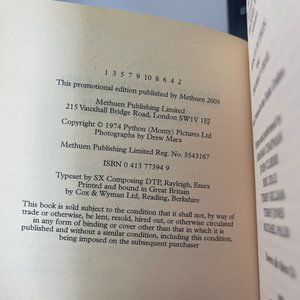 1 3 5 7 9 10 8 6 4 2
This promotional edition published by Methuen 2003
Methuen Publishing Limited
215 Vauxhall Bridge Road, London SW1V 1EJ
Copyright © 1974 Python (Monty) Pictures Ltd
Photographs by Drew Mara
Methuen Publishing Limited Reg. No. 3543167
ISBN 0 413 77394 9
Typeset by SX Composing DTP, Rayleigh, Essex
Printed and bound in Great Britain
by Cox & Wyman Ltd, Reading, Berkshire
This book is sold subject to the condition that it shall not, by way of
trade or otherwise, be lent, resold, hired out, or otherwise circulated
in any form of binding or cover other than that in which it is
published and without a similar condition, including this condition,
being imposed on the subsequent purchaser
TERRY GILLIAM
TERRY JONES
MICHAEL PALIN